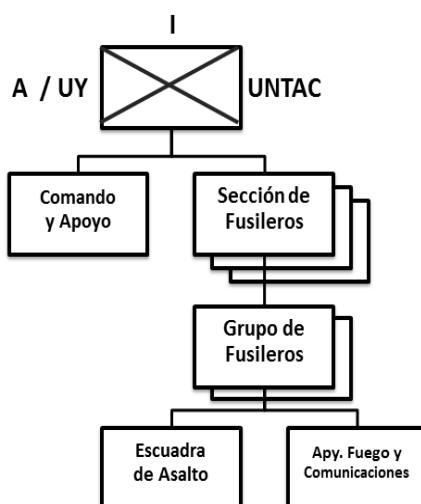 I
A / UY
UNTAC
Comando
y Apoyo
Sección de
Fusileros
Grupo de
Fusileros
Escuadra
de Asalto
Apy. Fuego y
Comunicaciones